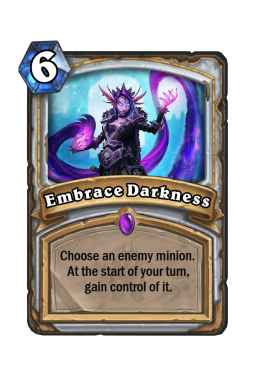 6
Embrace Darkness
Choose an enemy minion.
At the start of your turn,
gain control of it.